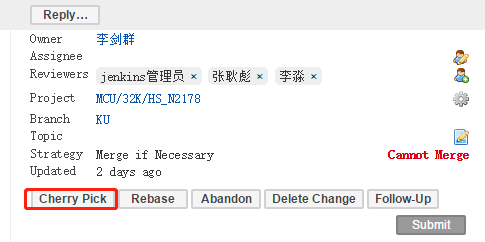 Reply…
Owner 李剑群
Assignee
Reviewers jenkins管理员 × 张耿彪 × 李淼 ×
Project MCU/32K/HS_N2178
Branch KU
Topic
Strategy Merge if Necessary Cannot Merge
Updated 2 days ago
Cherry Pick Rebase Abandon Delete Change Follow-Up
Submit